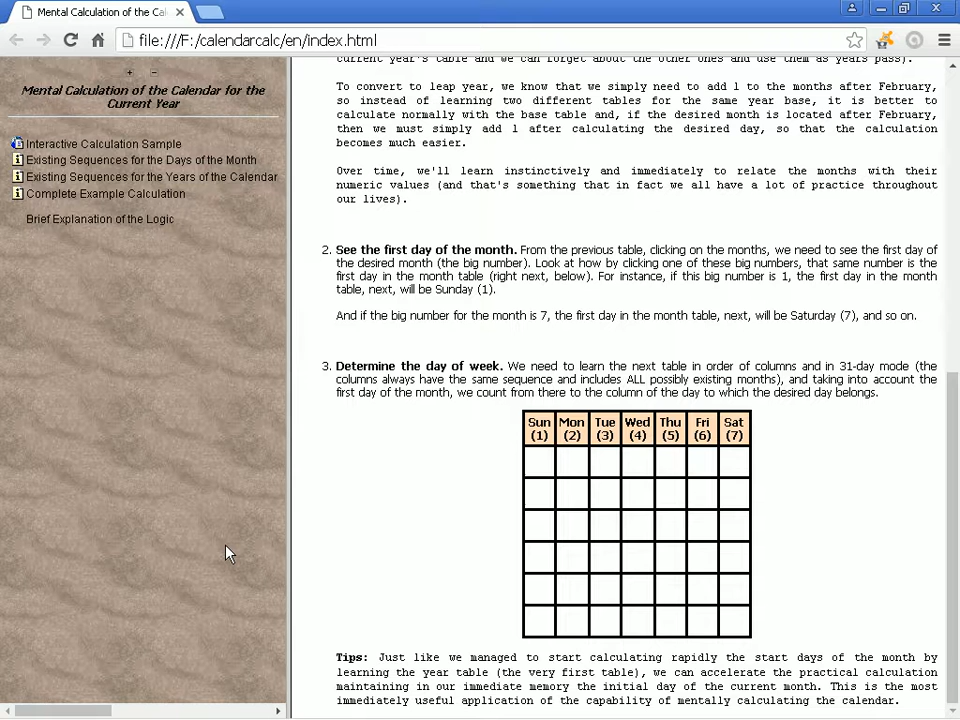 Mental Calculation of the Ca
file:///F:/calendarcalc/en/index.html
+ -
Mental Calculation of the Calendar for the
Current Year
Interactive Calculation Sample
Existing Sequences for the Days of the Month
Existing Sequences for the Years of the Calendar
Complete Example Calculation
Brief Explanation of the Logic
current year's table and we can forget about the other ones and use them as years pass).
To convert to leap year, we know that we simply need to add 1 to the months after February,
so instead of learning two different tables for the same year base, it is better to
calculate normally with the base table and, if the desired month is located after February,
then we must simply add 1 after calculating the desired day, so that the calculation
becomes much easier.
Over time, we'll learn instinctively and immediately to relate the months with their
numeric values (and that's something that in fact we all have a lot of practice throughout
our lives).
2. See the first day of the month. From the previous table, clicking on the months, we need to see the first day of
the desired month (the big number). Look at how by clicking one of these big numbers, that same number is the
first day in the month table (right next, below). For instance, if this big number is 1, the first day in the month
table, next, will be Sunday (1).
And if the big number for the month is 7, the first day in the month table, next, will be Saturday (7), and so on.
3. Determine the day of week. We need to learn the next table in order of columns and in 31-day mode (the
columns always have the same sequence and includes ALL possibly existing months), and taking into account the
first day of the month, we count from there to the column of the day to which the desired day belongs.
Sun Mon Tue Wed Thu Fri Sat
(1) (2) (3) (4) (5) (6) (7)
Tips: Just like we managed to start calculating rapidly the start days of the month by
learning the year table (the very first table), we can accelerate the practical calculation
maintaining in our immediate memory the initial day of the current month. This is the most
immediately useful application of the capability of mentally calculating the calendar.